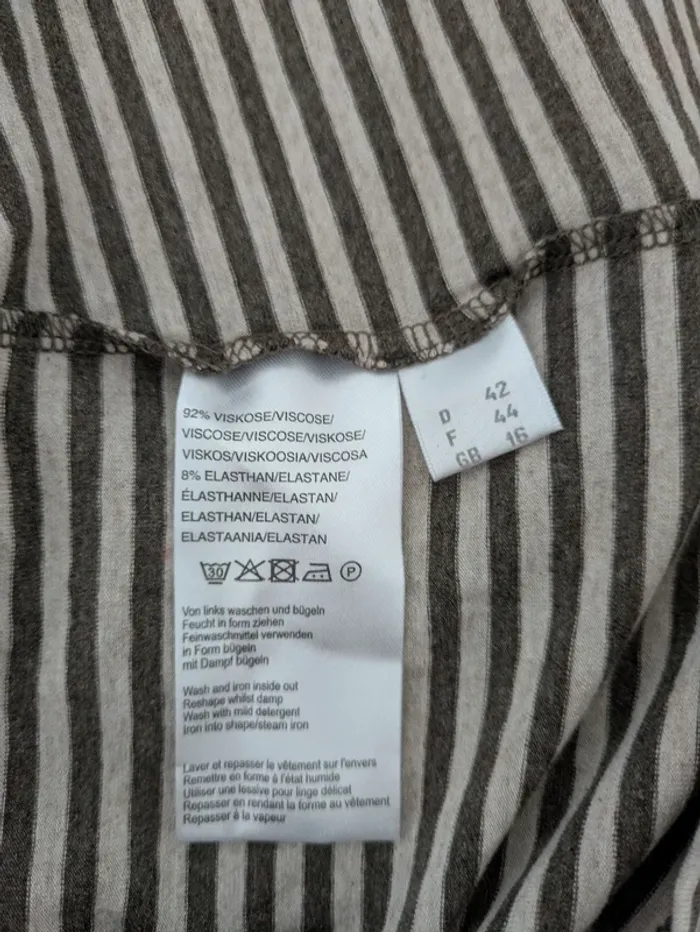 92% VISKOSE/VISCOSE/
VISCOSE/VISCOSE/VISKOSE/
VISKOS/VISKOOSIA/VISCOSA
8% ELASTHAN/ELASTANE/
ÉLASTHANNE/ELASTAN/
ELASTHAN/ELASTAN/
ELASTAANIA/ELASTAN
30 P
Von links waschen und bügeln
Feucht in form ziehen
Feinwaschmittel verwenden
in Form bügeln
mit Dampf bügeln
Wash and iron inside out
Reshape whilst damp
Wash with mild detergent
Iron into shape/steam iron
Laver et repasser le vêtement sur l'envers
Remettre en forme à l'état humide
Utiliser une lessive pour linge délicat
Repasser en rendant la forme au vêtement
Repasser à la vapeur
D 42
F 44
GB 16